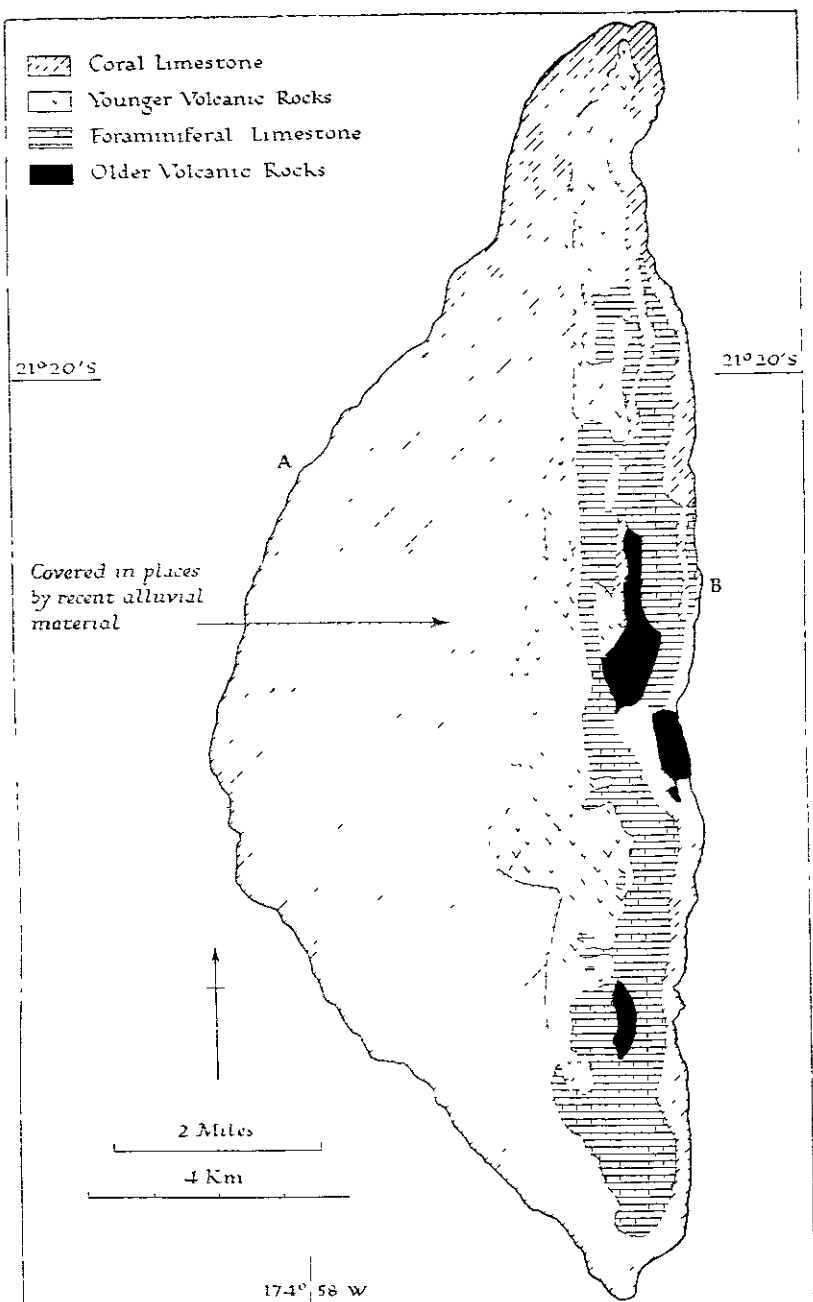 Coral Limestone
Younger Volcanic Rocks
Foraminiferal Limestone
Older Volcanic Rocks
21°20'S
21°20'S
A
Covered in places
by recent alluvial
material
B
2 Miles
4 Km
174° 58 W